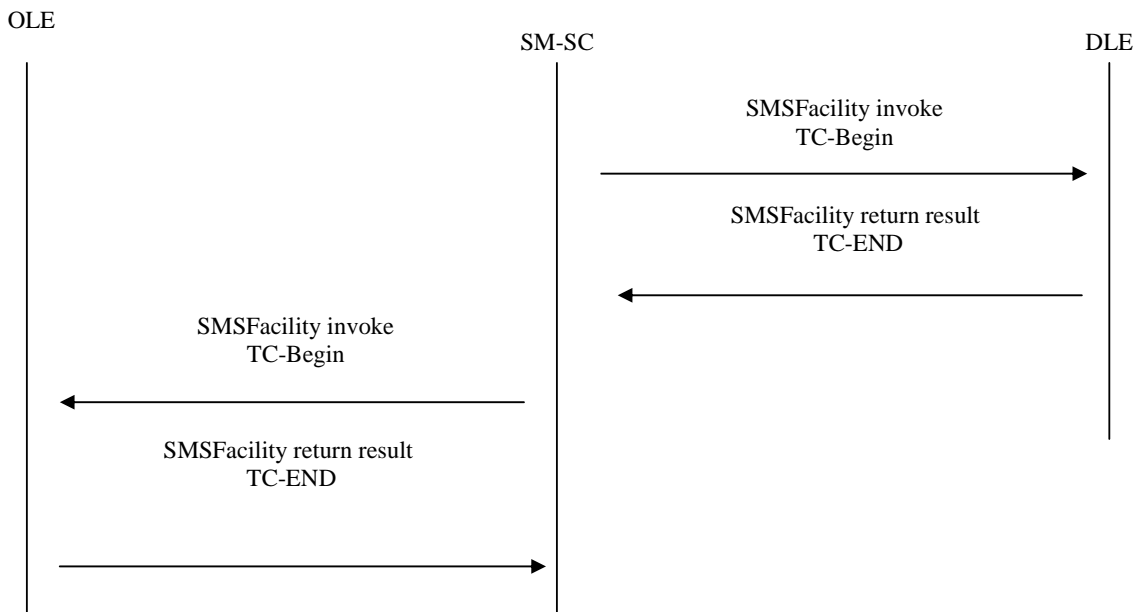 OLE
SM-SC
DLE
SMSFacility invoke
TC-Begin
SMSFacility return result
TC-END
SMSFacility invoke
TC-Begin
SMSFacility return result
TC-END